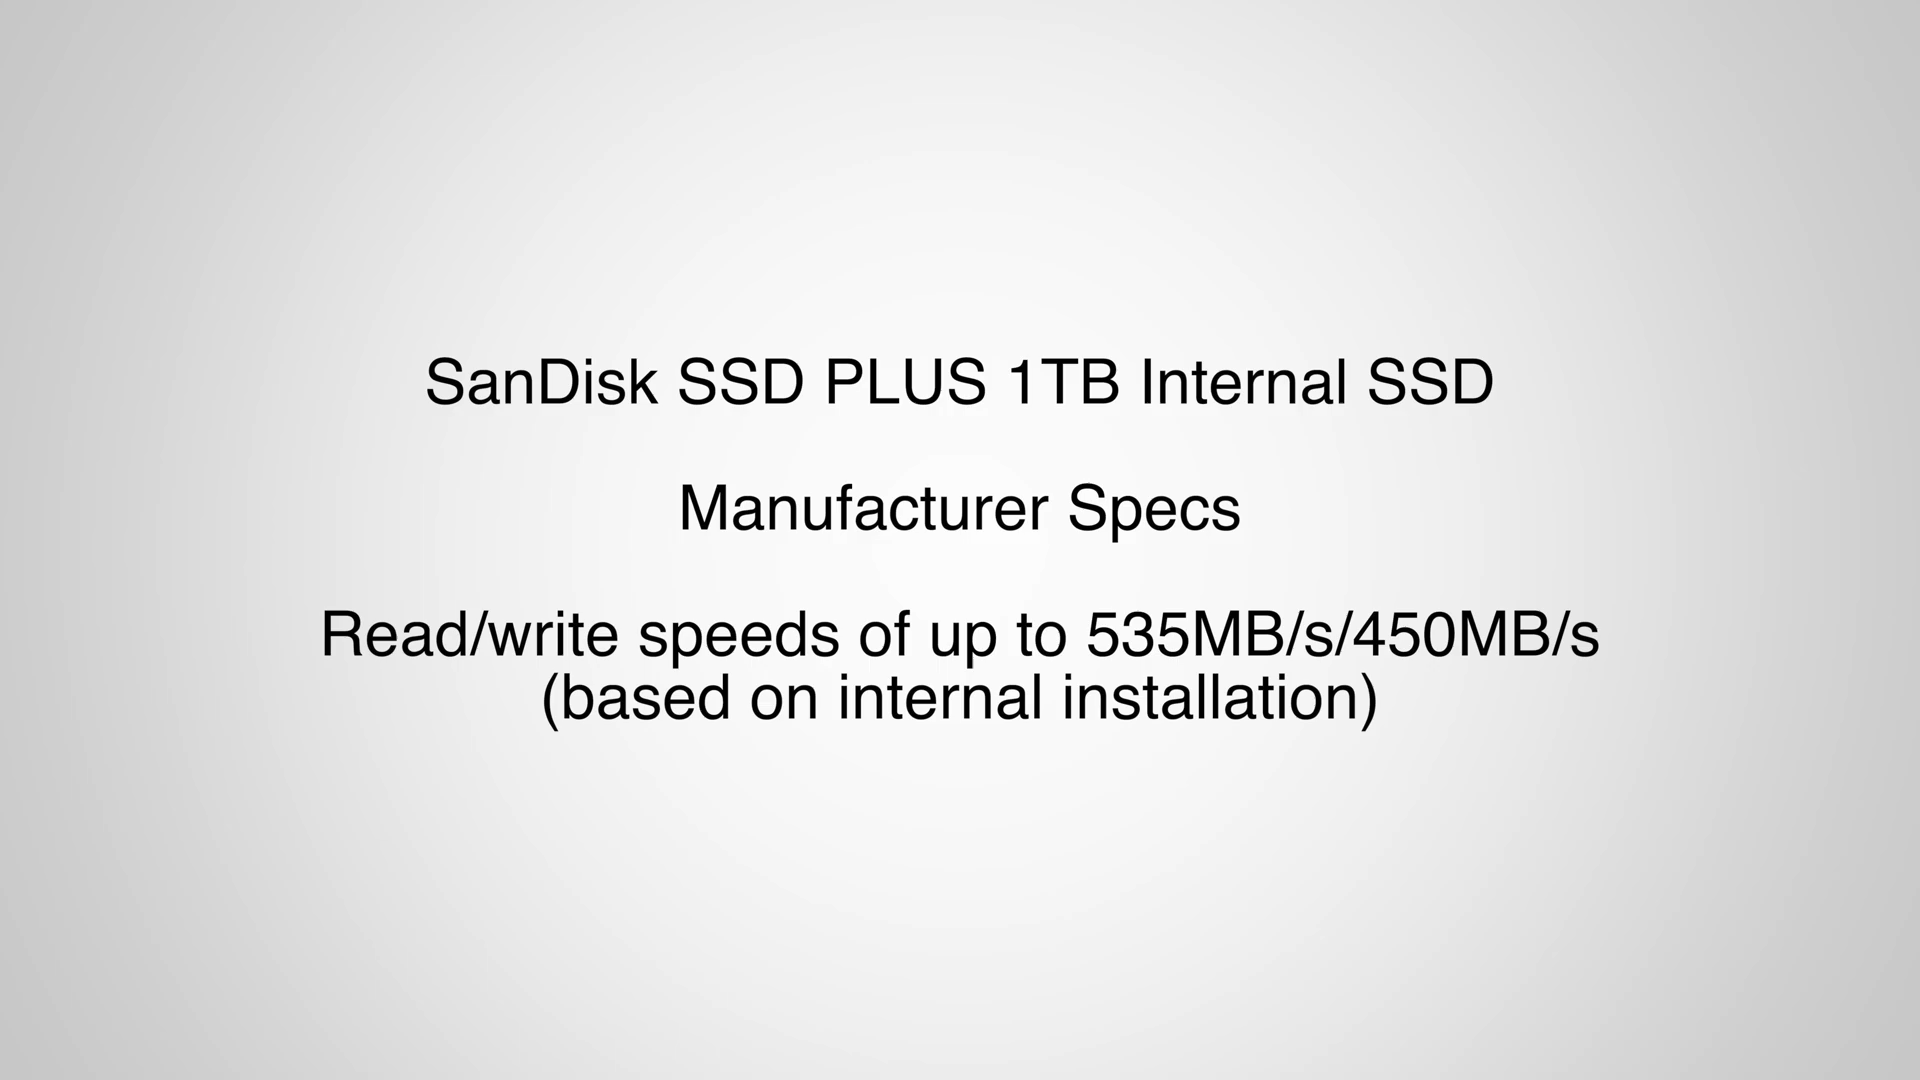 SanDisk SSD PLUS 1TB Internal SSD
Manufacturer Specs
Read/write speeds of up to 535MB/s/450MB/s
(based on internal installation)